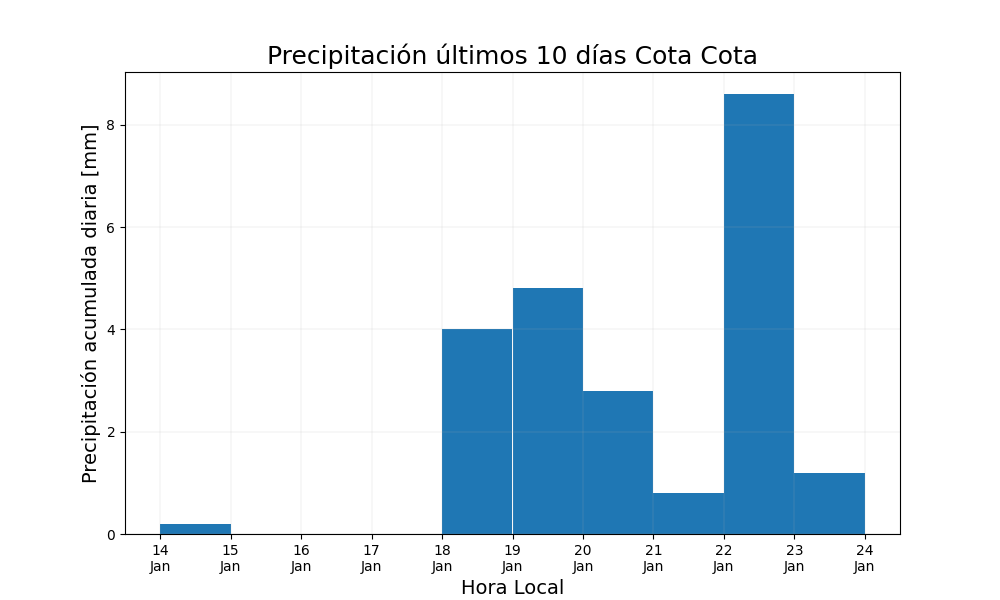 Precipitación últimos 10 días Cota Cota
Precipitación acumulada diaria [mm]
8
6
4
2
0
14 15 16 17 18 19 20 21 22 23 24
Jan Jan Jan Jan Jan Jan Jan Jan Jan Jan Jan
Hora Local